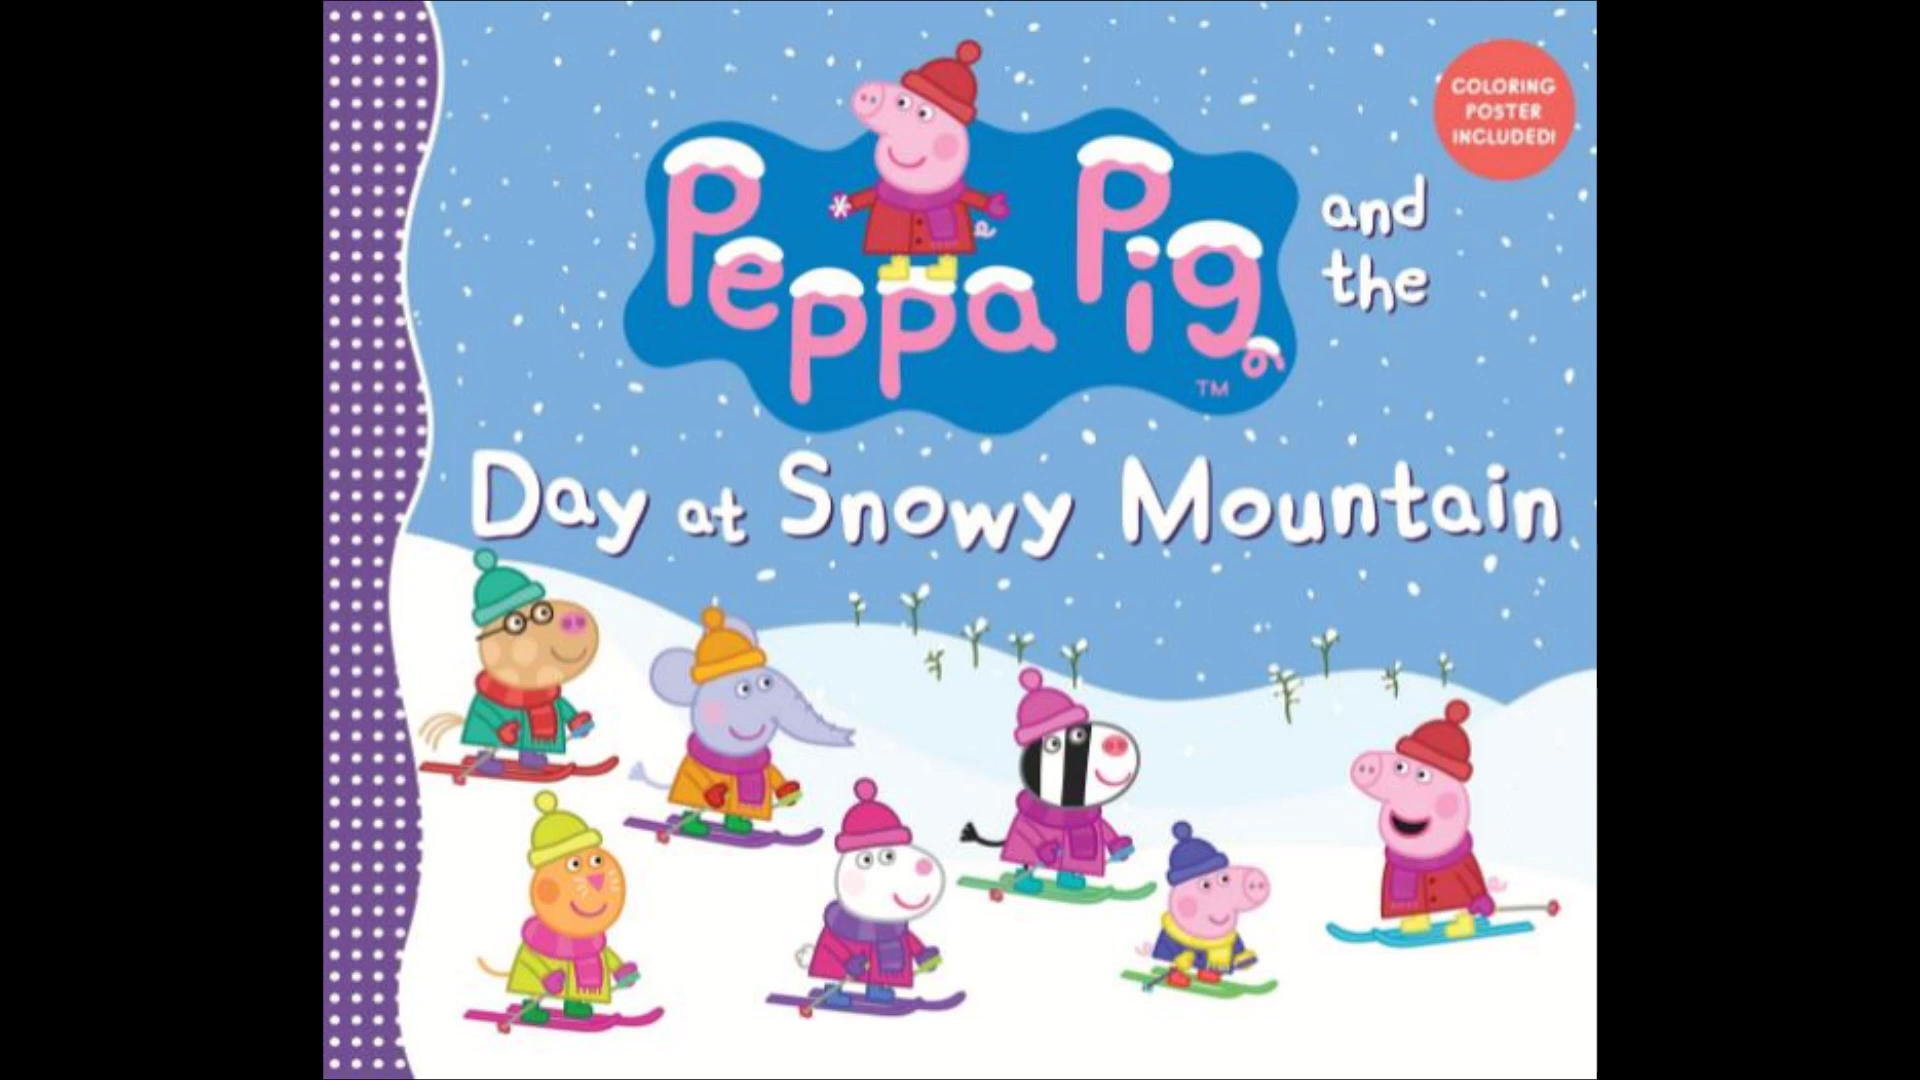 COLORING
POSTER
INCLUDED!
Peppa Pig
TM
and
the
Day at Snowy Mountain